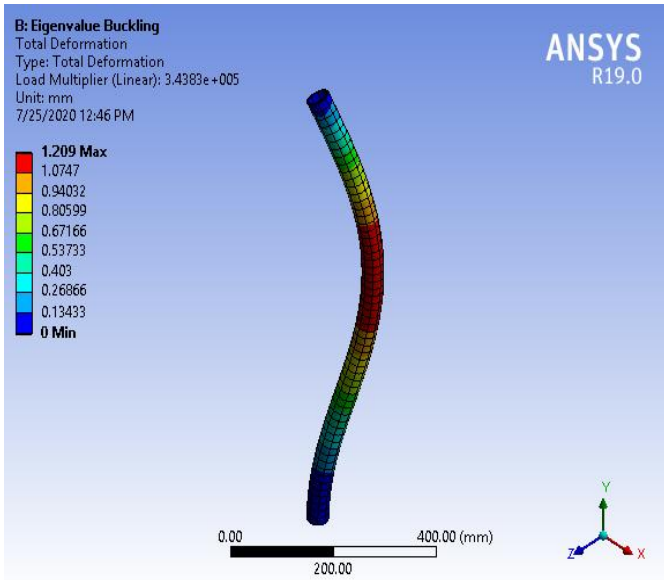 B: Eigenvalue Buckling
Total Deformation
Type: Total Deformation
Load Multiplier (Linear): 3.4383e+005
Unit: mm
7/25/2020 12:46 PM
ANSYS
R19.0
1.209 Max
1.0747
0.94032
0.80599
0.67166
0.53733
0.403
0.26866
0.13433
0 Min
0.00
400.00 (mm)
200.00
Y
Z
X